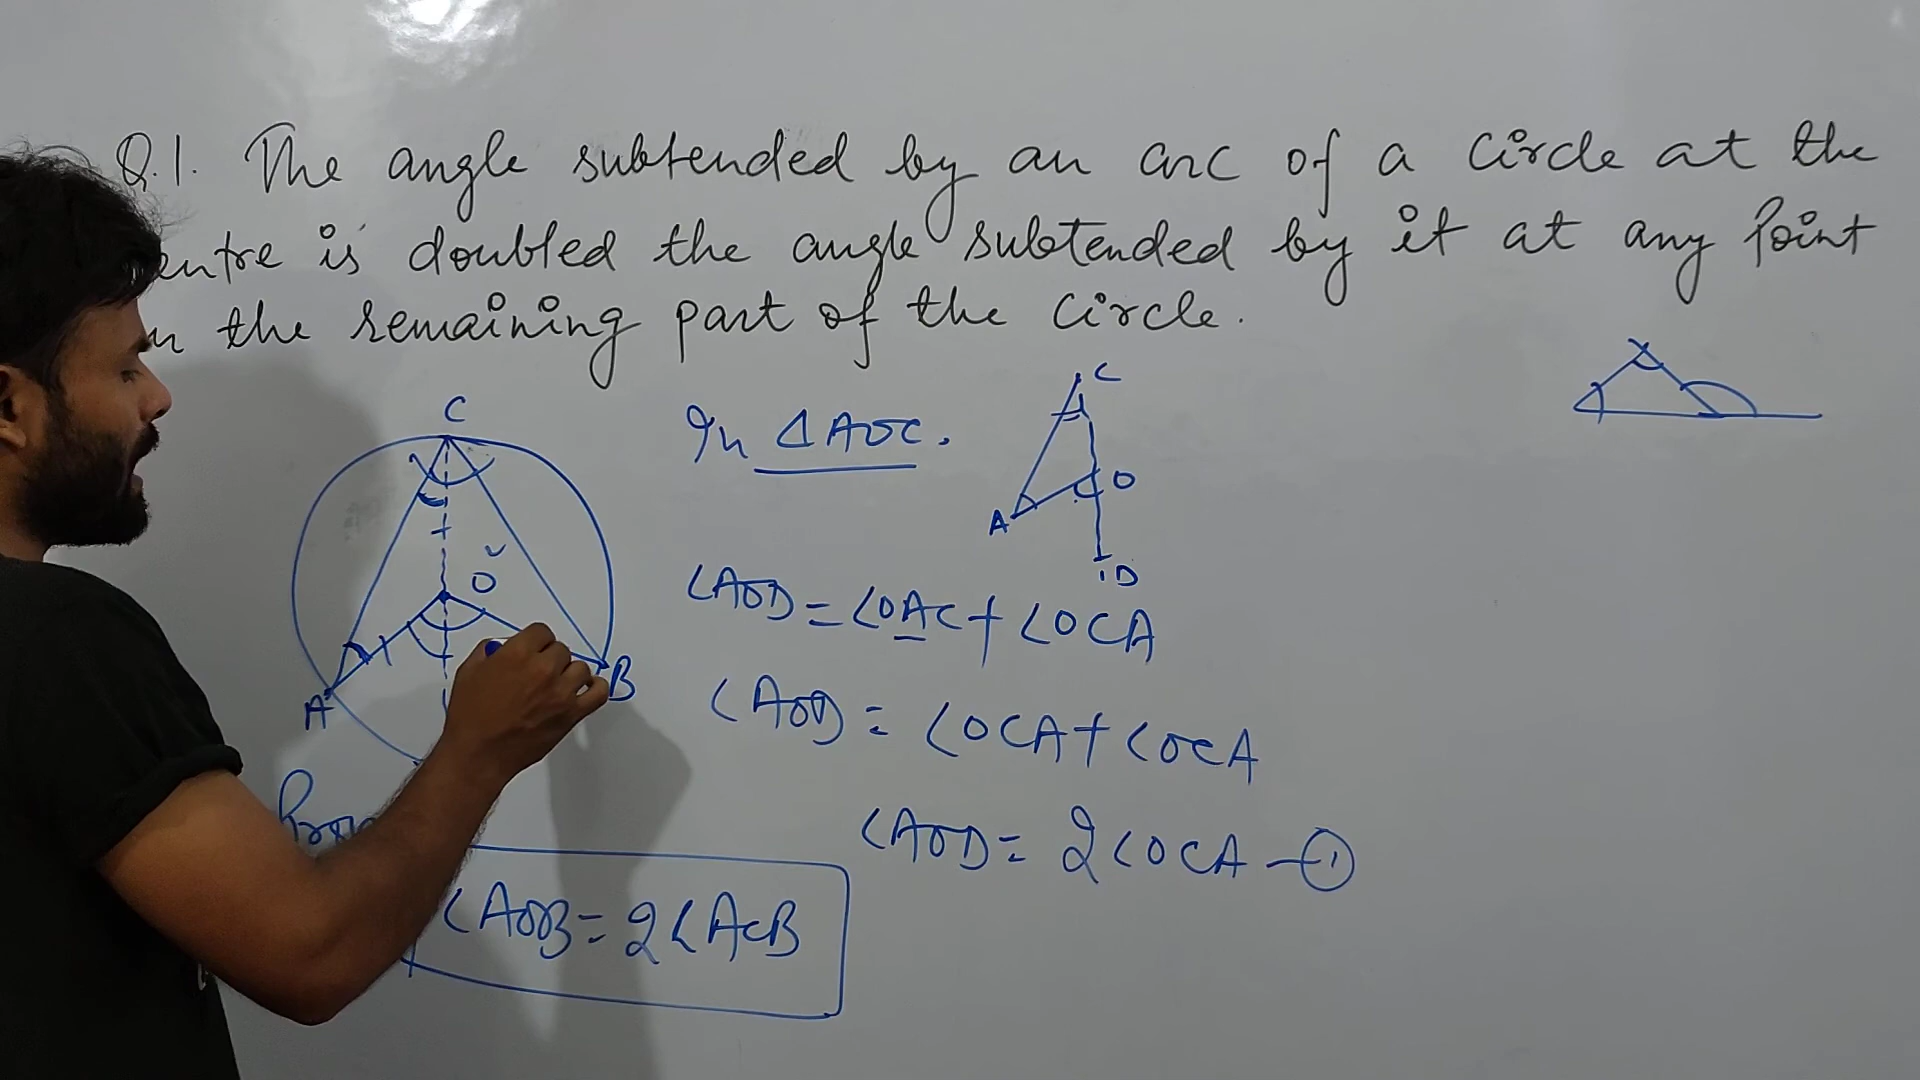 Q.1. The angle subtended by an arc of a circle at the
centre is doubled the angle subtended by it at any point
the remaining part of the circle.
C
O
A
B
In △AOC.
C
A
O
D
∠AOD = ∠OAC + ∠OCA
∠AOD = ∠OCA + ∠OCA
∠AOD = 2∠OCA — ①
∠AOB = 2∠ACB